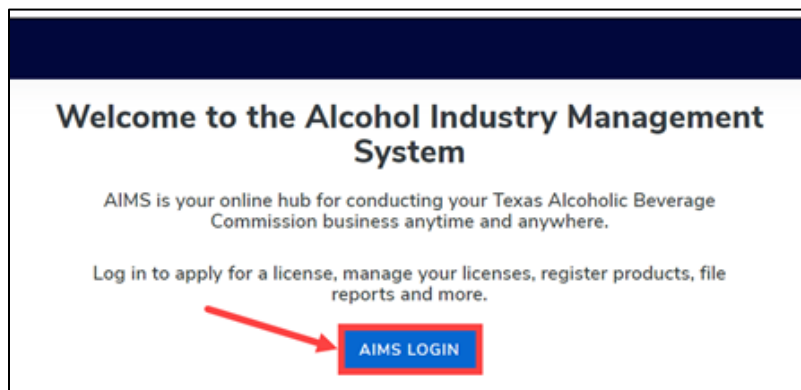 Welcome to the Alcohol Industry Management
System
AIMS is your online hub for conducting your Texas Alcoholic Beverage
Commission business anytime and anywhere.
Log in to apply for a license, manage your licenses, register products, file
reports and more.
AIMS LOGIN